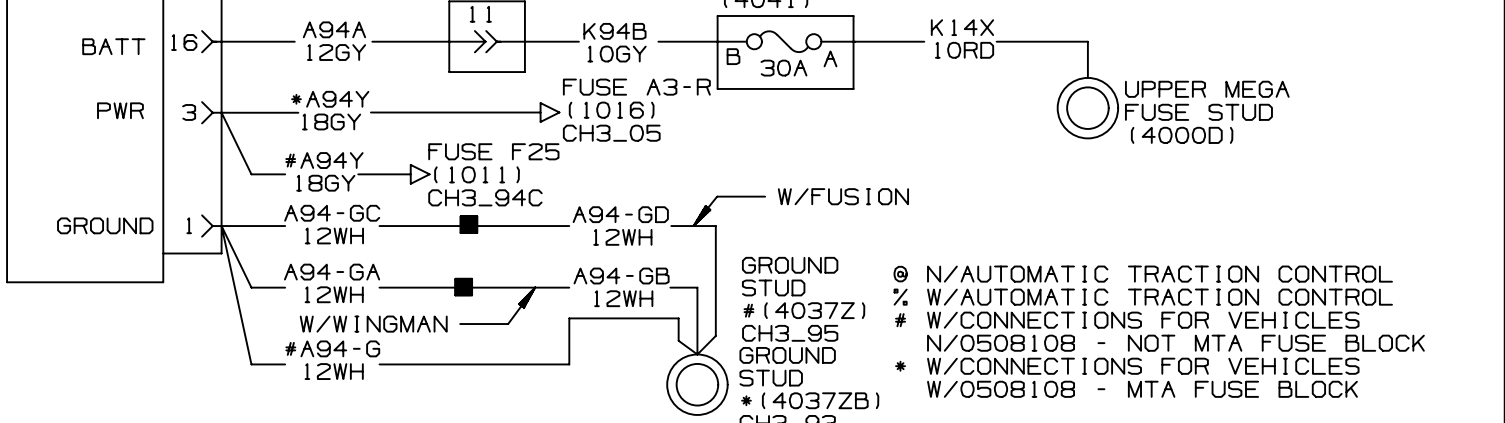 (4041)
BATT 16 A94A 11 K94B K14X
12GY 10GY B 30A A 10RD
PWR 3 *A94Y FUSE A3-R
18GY (1016)
CH3_05
UPPER MEGA
FUSE STUD
(4000D)
#A94Y FUSE F25
18GY (1011)
CH3_94C
W/FUSION
GROUND 1 A94-GC A94-GD
12WH 12WH
A94-GA A94-GB
12WH 12WH
W/WINGMAN
#A94-G
12WH
GROUND
STUD
#(4037Z)
CH3_95
GROUND
STUD
*(4037ZB)
@ N/AUTOMATIC TRACTION CONTROL
% W/AUTOMATIC TRACTION CONTROL
# W/CONNECTIONS FOR VEHICLES
N/0508108 - NOT MTA FUSE BLOCK
* W/CONNECTIONS FOR VEHICLES
W/0508108 - MTA FUSE BLOCK